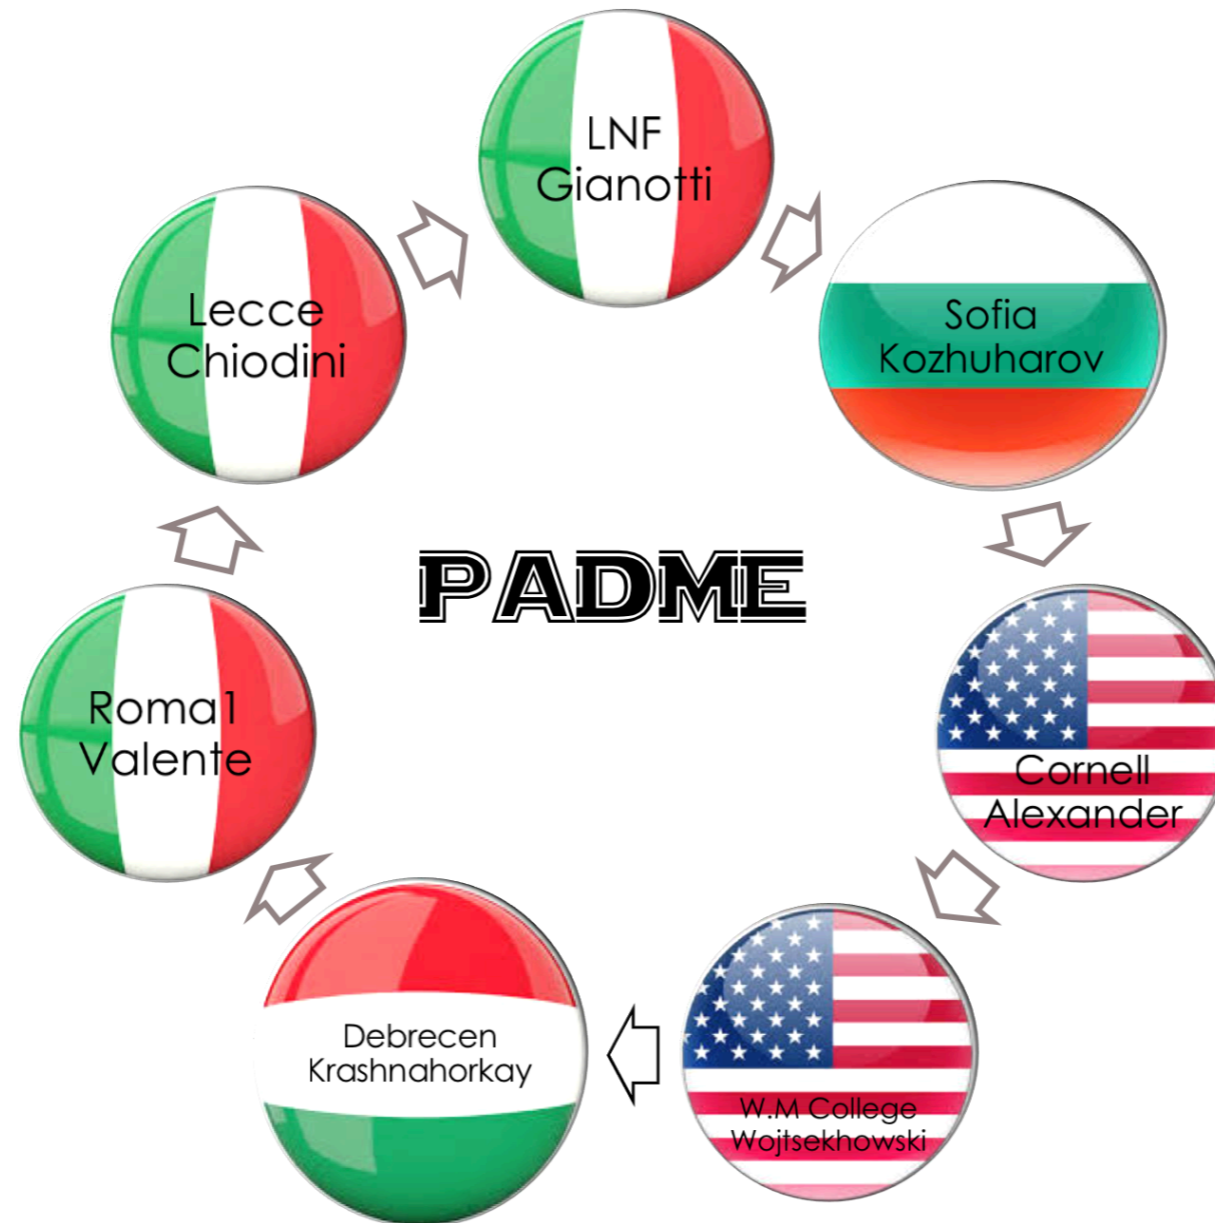 LNF
Gianotti
Sofia
Kozhuharov
Cornell
Alexander
W.M College
Wojtsekhowski
Debrecen
Krashnahorkay
Roma1
Valente
Lecce
Chiodini
PADME